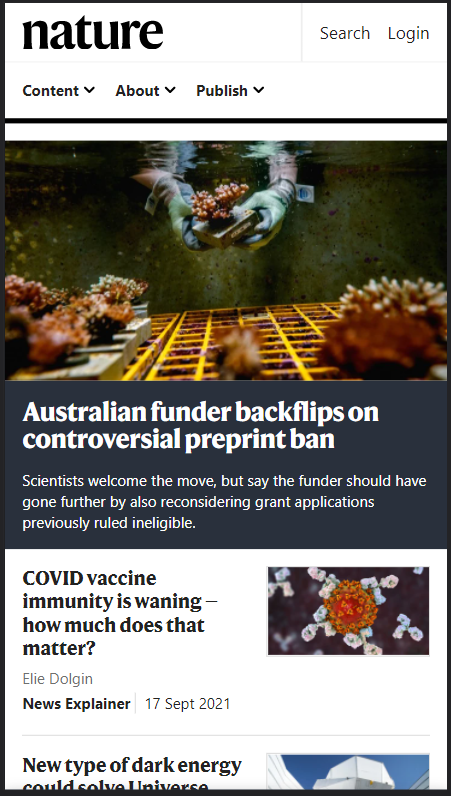 nature
Search Login
Content About Publish
Australian funder backflips on
controversial preprint ban
Scientists welcome the move, but say the funder should have
gone further by also reconsidering grant applications
previously ruled ineligible.
COVID vaccine
immunity is waning —
how much does that
matter?
Elie Dolgin
News Explainer 17 Sept 2021
New type of dark energy
could solve Universe